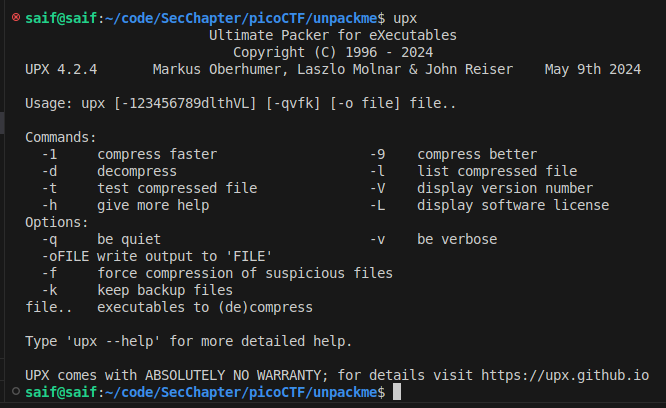 saif@saif:~/code/SecChapter/picoCTF/unpackme$ upx
Ultimate Packer for eXecutables
Copyright (C) 1996 - 2024
UPX 4.2.4 Markus Oberhumer, Laszlo Molnar & John Reiser May 9th 2024
Usage: upx [-123456789dlthVL] [-qvfk] [-o file] file..
Commands:
-1 compress faster -9 compress better
-d decompress -l list compressed file
-t test compressed file -V display version number
-h give more help -L display software license
Options:
-q be quiet -v be verbose
-oFILE write output to 'FILE'
-f force compression of suspicious files
-k keep backup files
file.. executables to (de)compress
Type 'upx --help' for more detailed help.
UPX comes with ABSOLUTELY NO WARRANTY; for details visit https://upx.github.io
saif@saif:~/code/SecChapter/picoCTF/unpackme$